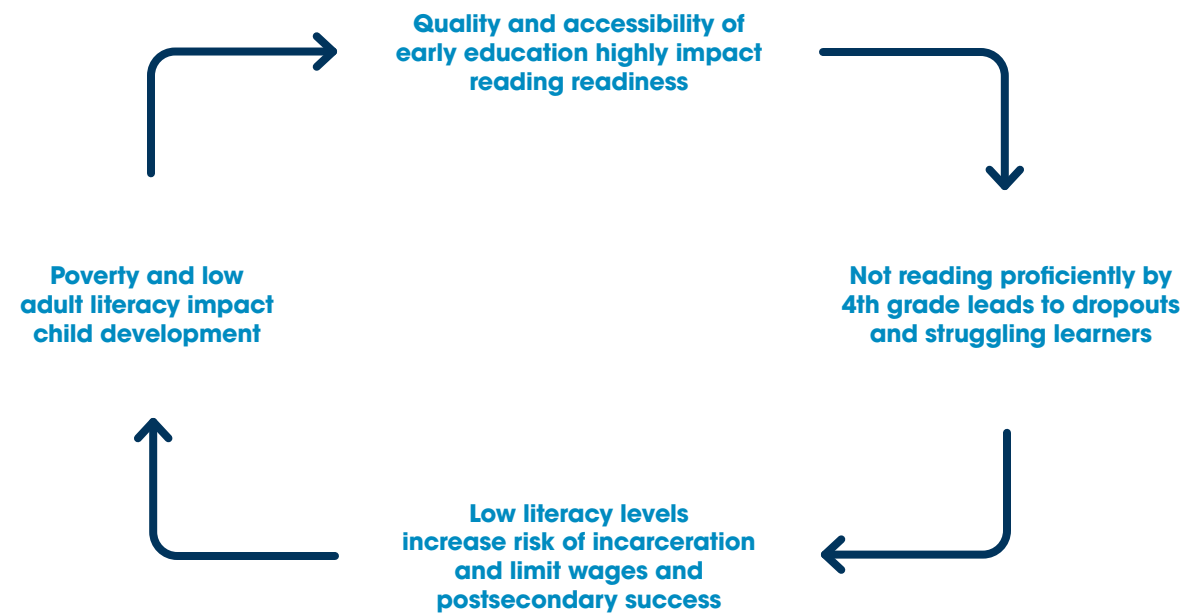 Quality and accessibility of
early education highly impact
reading readiness
Not reading proficiently by
4th grade leads to dropouts
and struggling learners
Low literacy levels
increase risk of incarceration
and limit wages and
postsecondary success
Poverty and low
adult literacy impact
child development